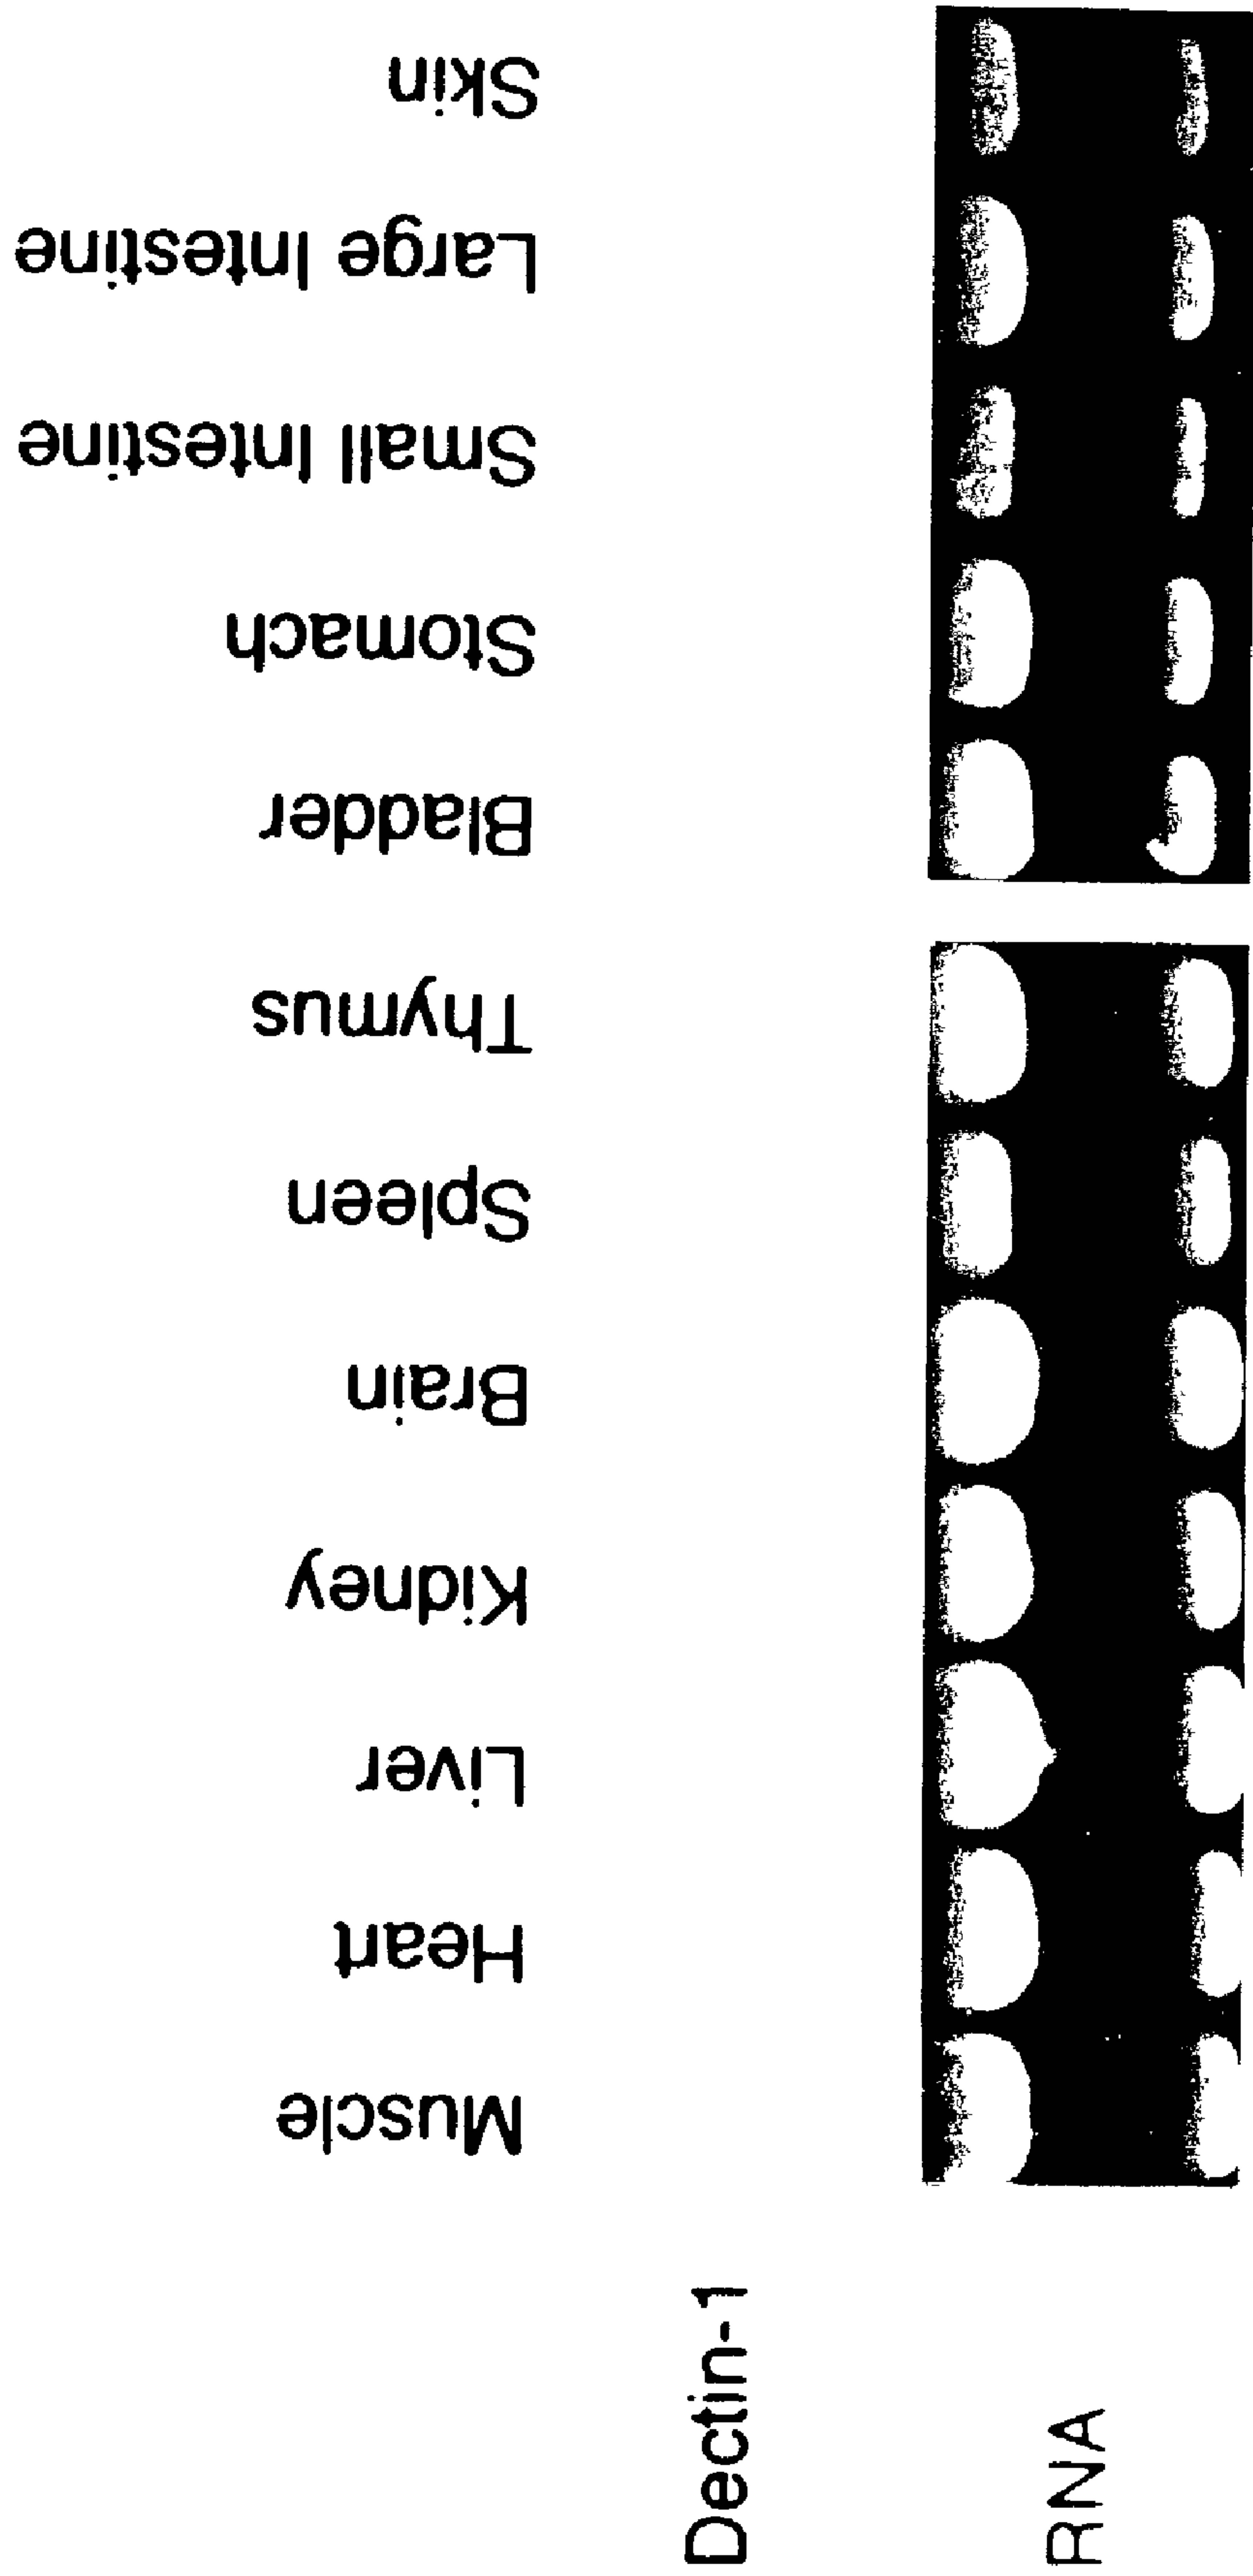 Muscle
Heart
Liver
Kidney
Brain
Spleen
Thymus
Bladder
Stomach
Small Intestine
Large Intestine
Skin
Dectin-1
RNA